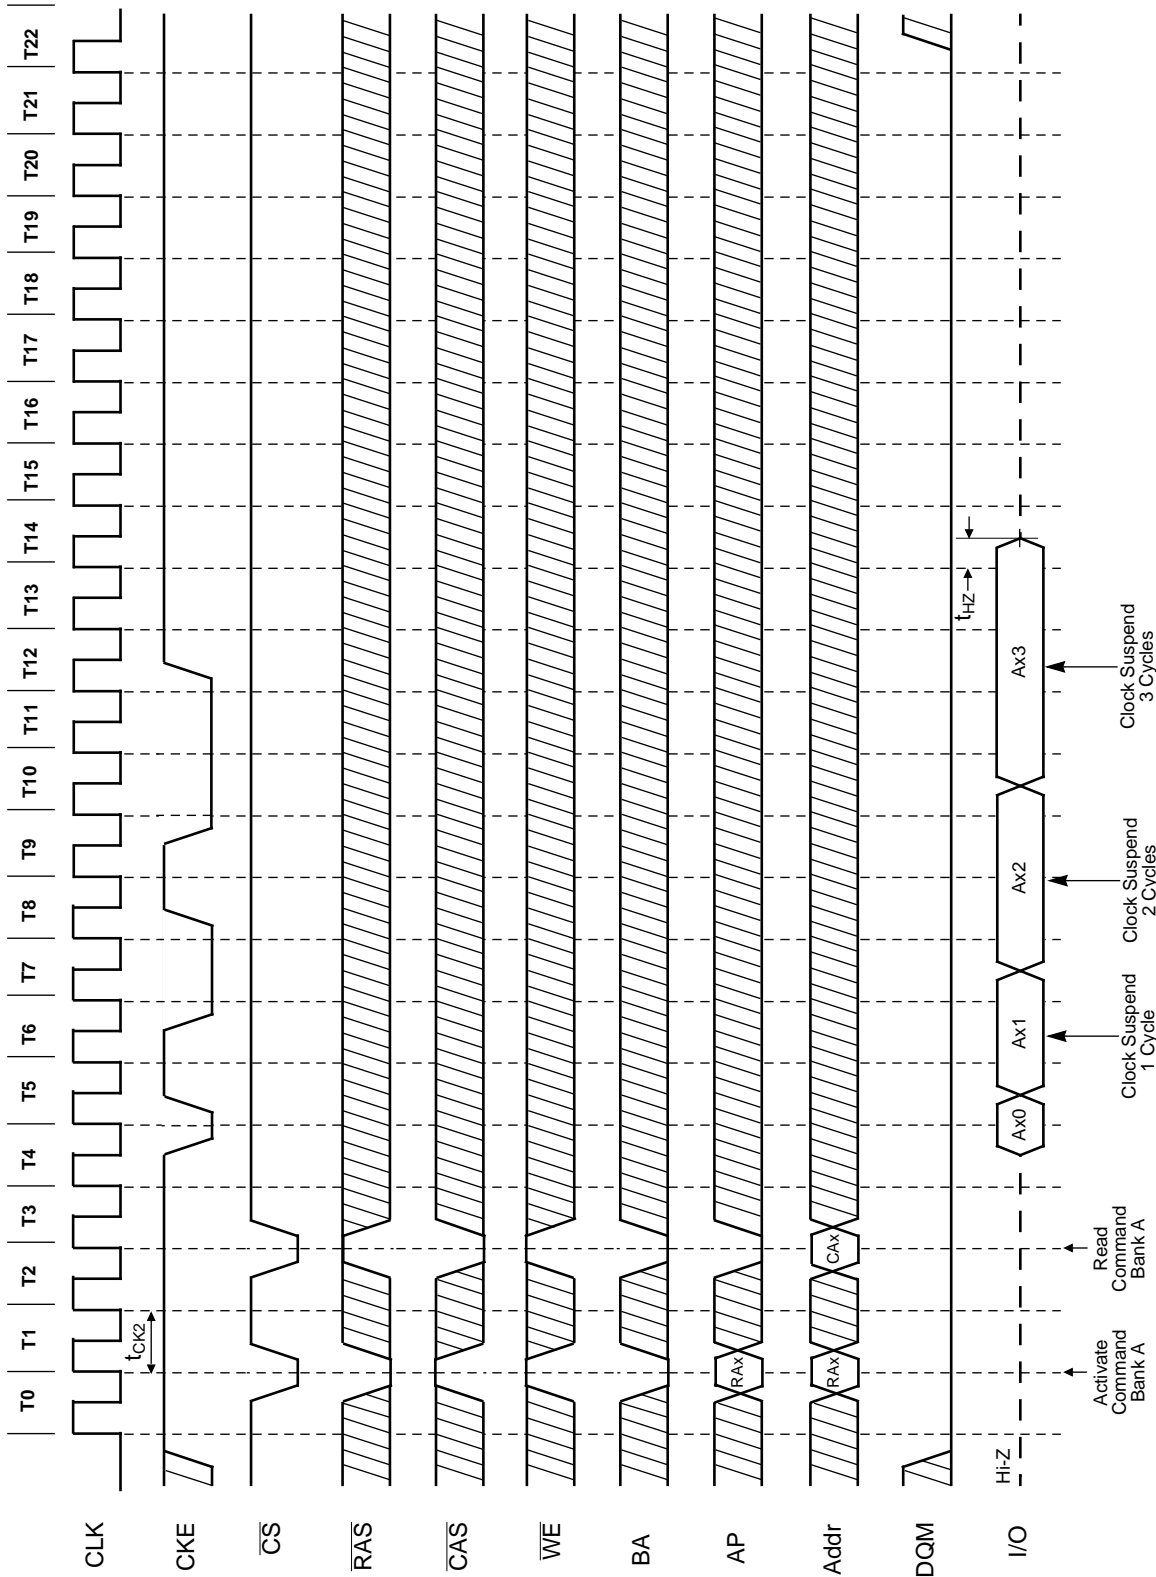 T0 T1 T2 T3 T4 T5 T6 T7 T8 T9 T10 T11 T12 T13 T14 T15 T16 T17 T18 T19 T20 T21 T22
CLK
tCK2
CKE
CS
RAS
CAS
WE
BA
AP
RAx
Addr
RAx
CAx
DQM
tHZ
I/O
Hi-Z
Ax0
Ax1
Ax2
Ax3
Activate
Command
Bank A
Read
Command
Bank A
Clock Suspend
1 Cycle
Clock Suspend
2 Cycles
Clock Suspend
3 Cycles